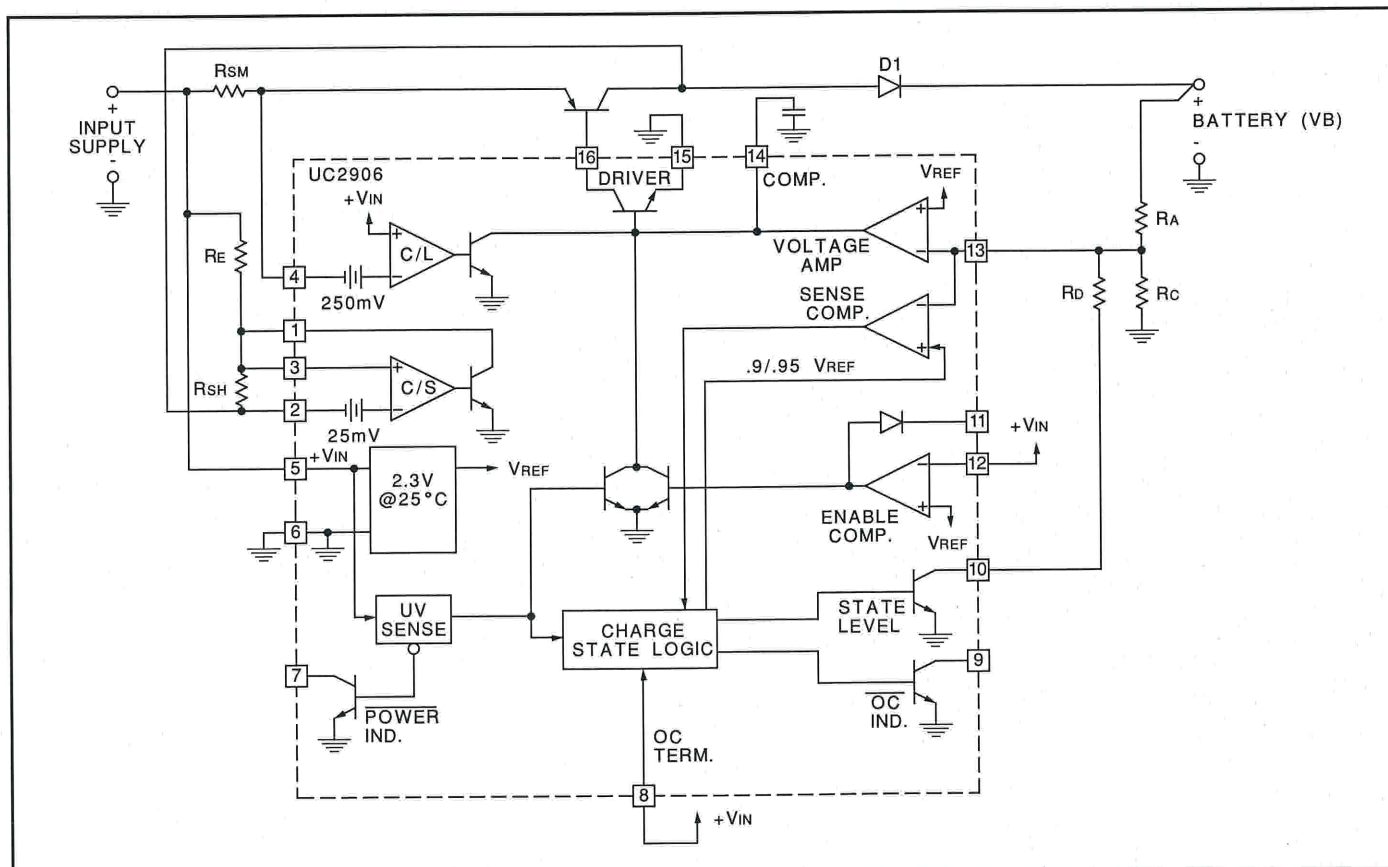 RSM
D1
+
INPUT
SUPPLY
-
+
BATTERY (VB)
-
16
15
14
UC2906
DRIVER
COMP.
+VIN
VREF
+
C/L
-
+
-
VOLTAGE
AMP
13
RA
RE
4
250mV
SENSE
COMP.
RD
RC
1
-
+
3
+
C/S
-
RSH
2
25mV
.9/.95 VREF
11
+VIN
5
+VIN
2.3V
@25°C
VREF
12
-
+
ENABLE
COMP.
VREF
6
10
UV
SENSE
CHARGE
STATE LOGIC
STATE
LEVEL
7
9
POWER
IND.
OC
IND.
OC
TERM.
8
+VIN